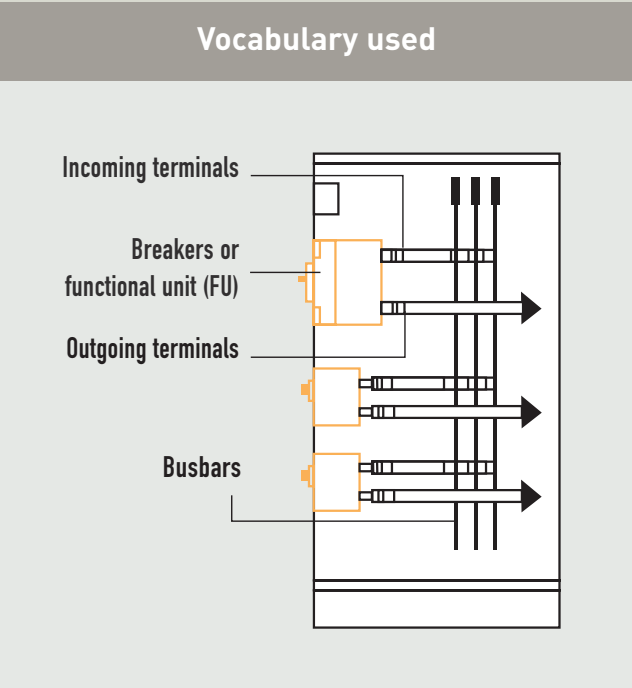 Vocabulary used
Incoming terminals
Breakers or
functional unit (FU)
Outgoing terminals
Busbars